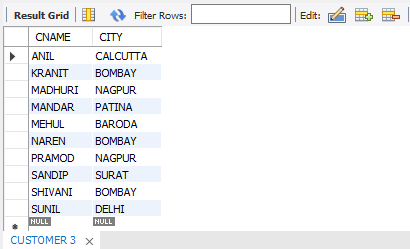 Result Grid Filter Rows: Edit:
CNAME CITY
ANIL CALCUTTA
KRANIT BOMBAY
MADHURI NAGPUR
MANDAR PATINA
MEHUL BARODA
NAREN BOMBAY
PRAMOD NAGPUR
SANDIP SURAT
SHIVANI BOMBAY
SUNIL DELHI
NULL NULL
CUSTOMER 3